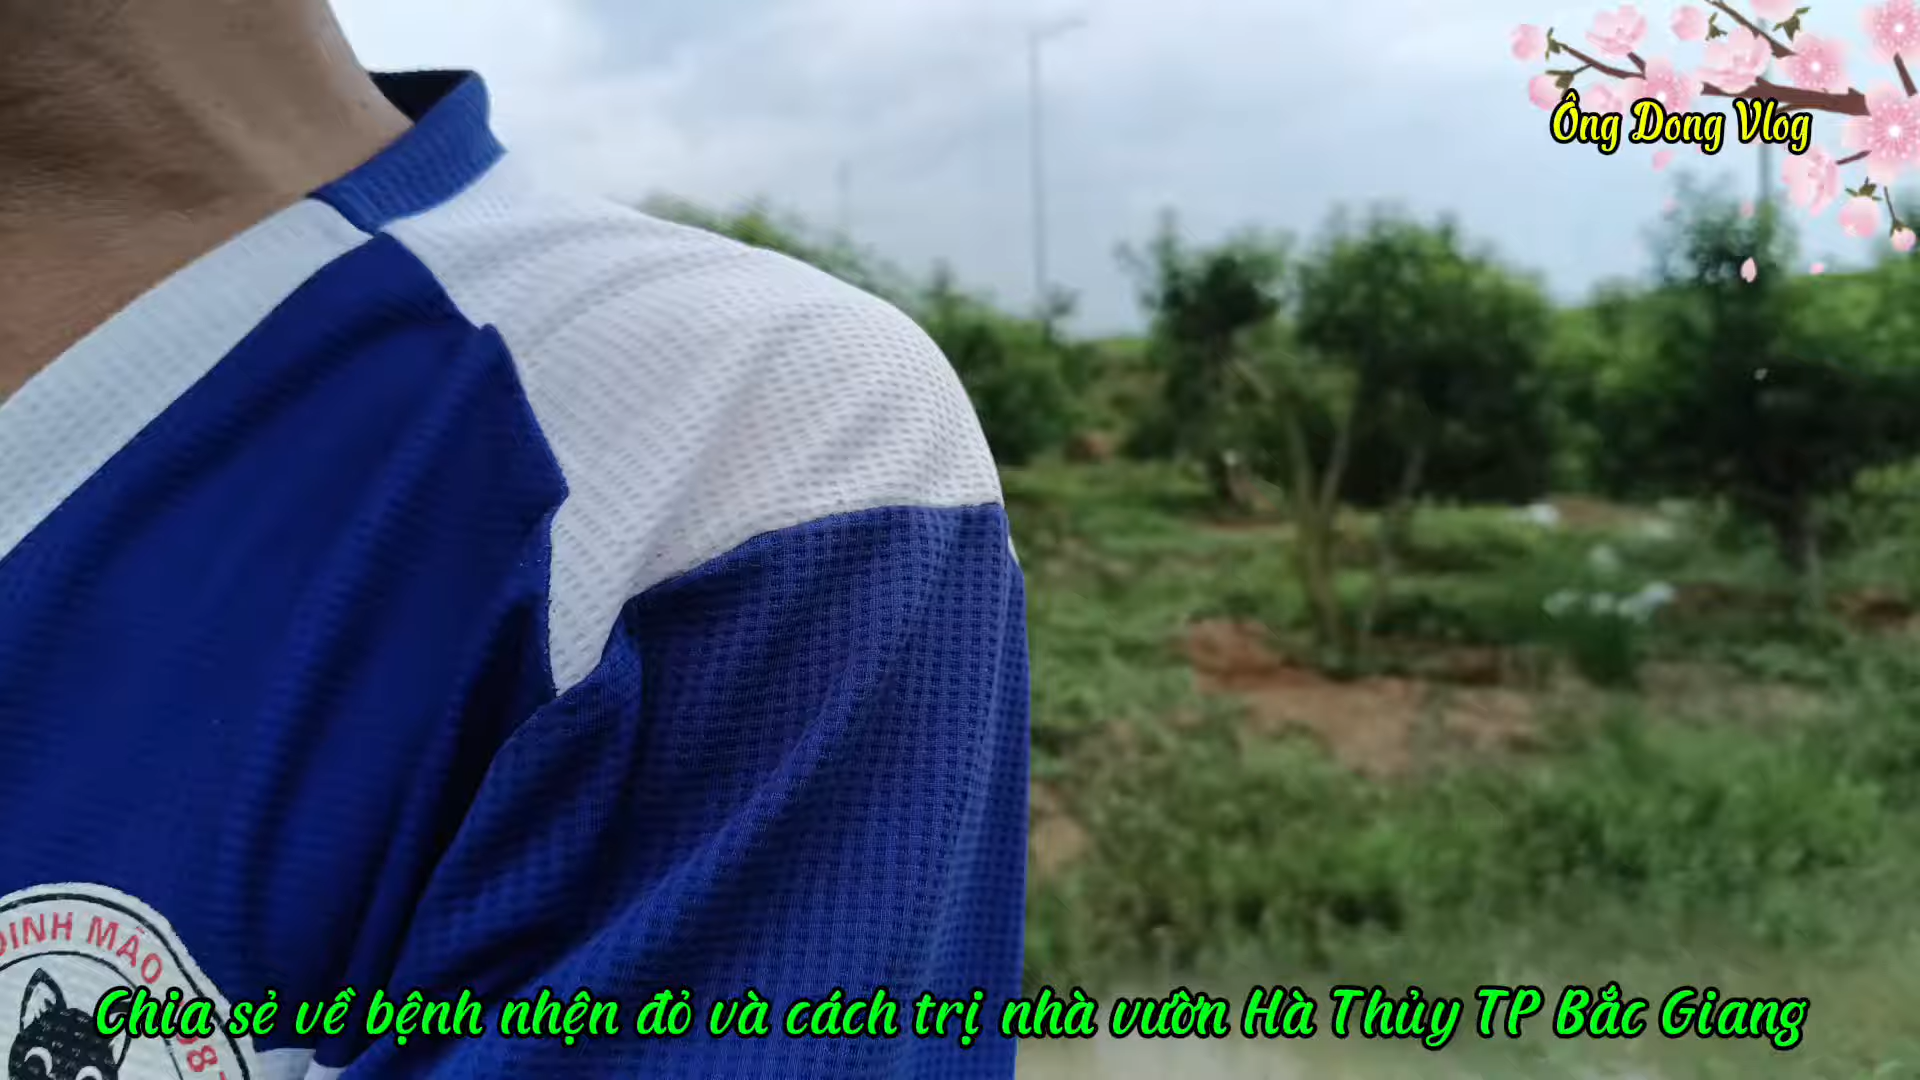 Ông Dong Vlog
ĐINH MÃO
Chia sẻ về bệnh nhện đỏ và cách trị nhà vườn Hà Thủy TP Bắc Giang